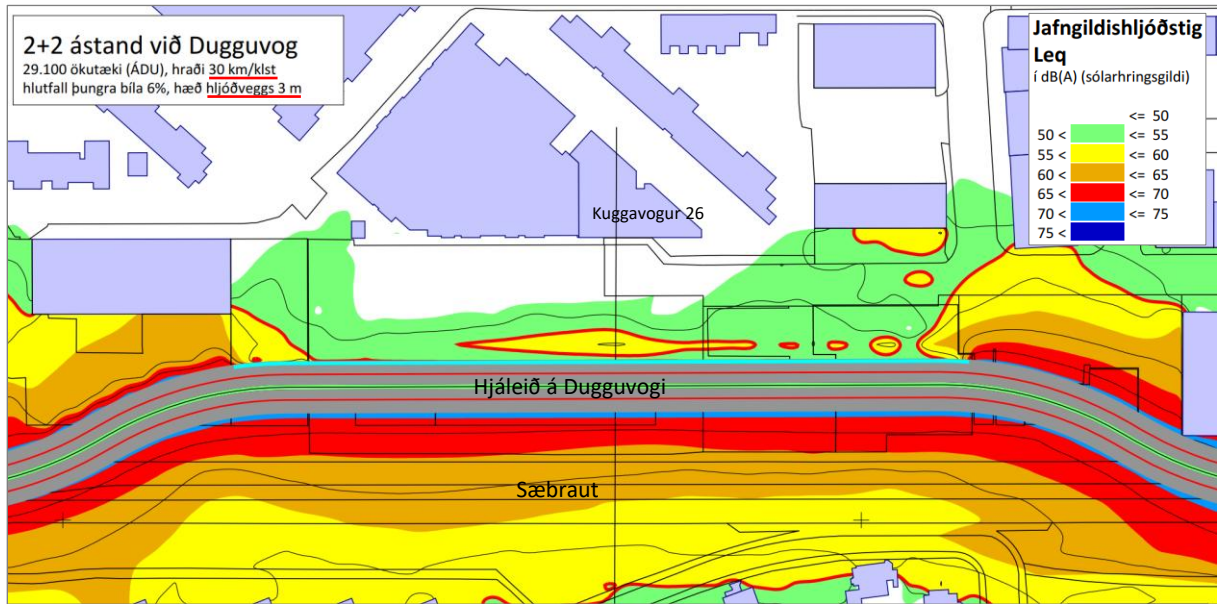 2+2 ástand við Dugguvog
29.100 ökutæki (ÁDU), hraði 30 km/klst
hlutfall þungra bíla 6%, hæð hljóðveggs 3 m
Jafngildishljóðstig
Leq
í dB(A) (sólarhringsgildi)
<= 50
50 < <= 55
55 < <= 60
60 < <= 65
65 < <= 70
70 < <= 75
75 <
Kuggavogur 26
Hjáleið á Dugguvogi
Sæbraut